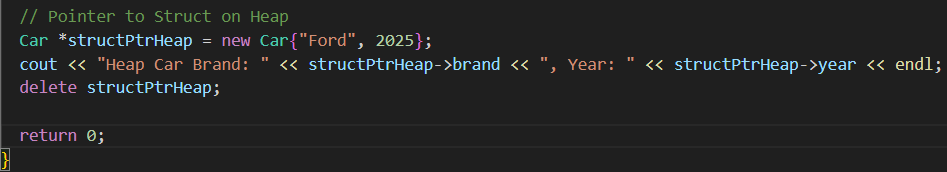 // Pointer to Struct on Heap
Car *structPtrHeap = new Car{"Ford", 2025};
cout << "Heap Car Brand: " << structPtrHeap->brand << ", Year: " << structPtrHeap->year << endl;
delete structPtrHeap;
return 0;
}